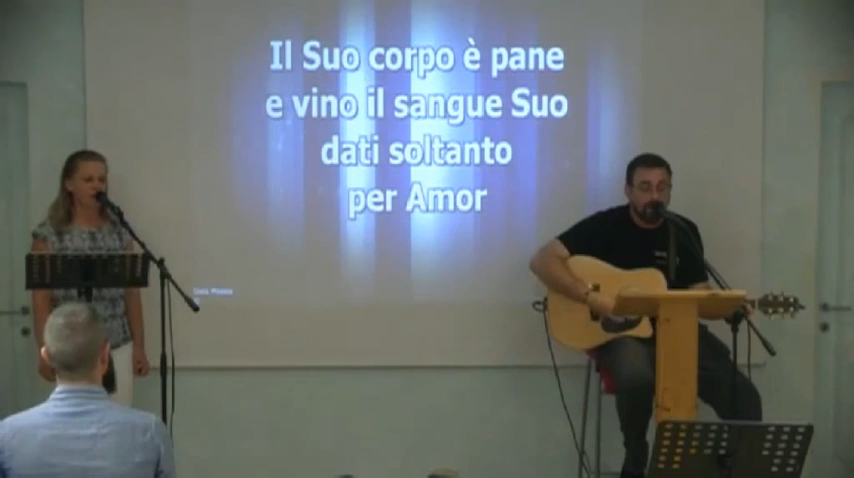 Il Suo corpo è pane
e vino il sangue Suo
dati soltanto
per Amor